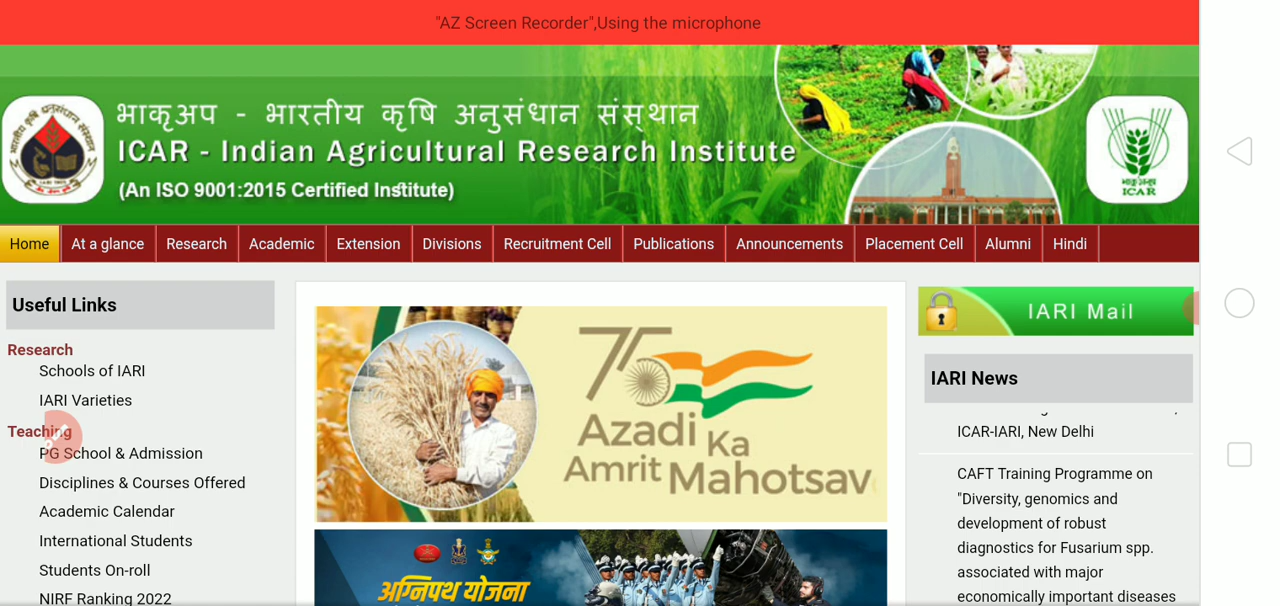 "AZ Screen Recorder",Using the microphone
भाकृअप - भारतीय कृषि अनुसंधान संस्थान
ICAR - Indian Agricultural Research Institute
(An ISO 9001:2015 Certified Institute)
ICAR
Home At a glance Research Academic Extension Divisions Recruitment Cell Publications Announcements Placement Cell Alumni Hindi
Useful Links
Research
Schools of IARI
IARI Varieties
Teaching
PG School & Admission
Disciplines & Courses Offered
Academic Calendar
International Students
Students On-roll
NIRF Ranking 2022
75
Azadi Ka
Amrit Mahotsav
अग्निपथ योजना
IARI Mail
IARI News
ICAR-IARI, New Delhi
CAFT Training Programme on
"Diversity, genomics and
development of robust
diagnostics for Fusarium spp.
associated with major
economically important diseases